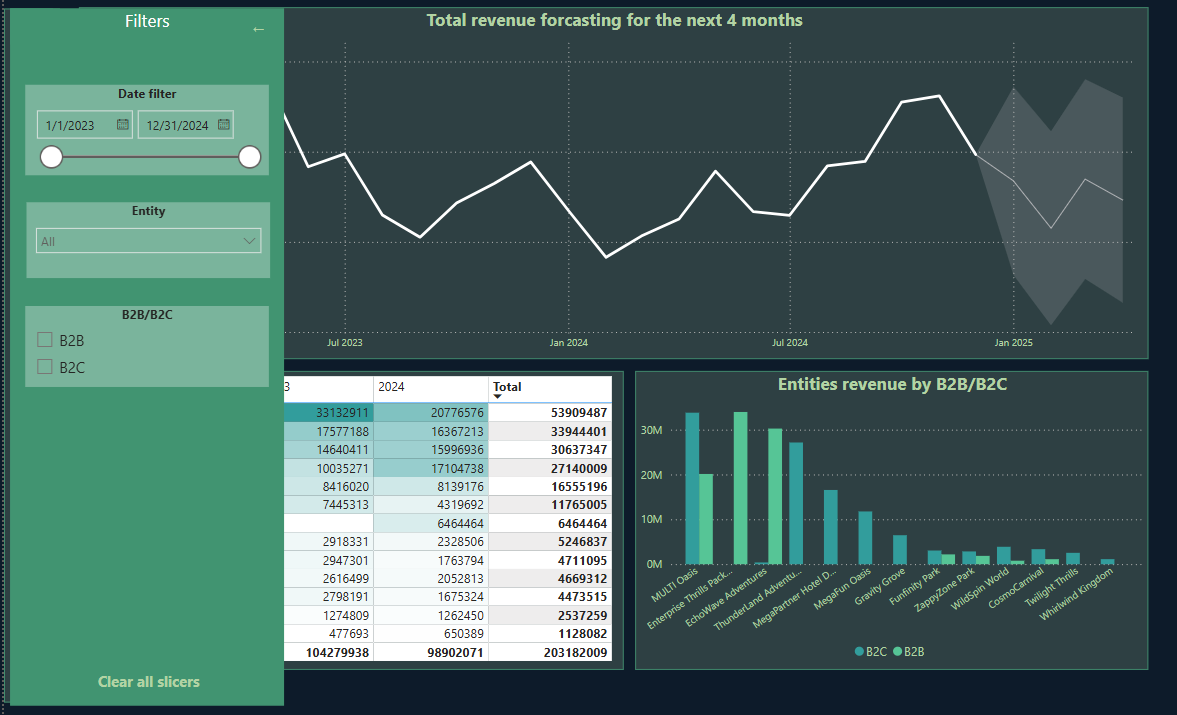 Filters
←
Date filter
1/1/2023 12/31/2024
Entity
All
B2B/B2C
B2B
B2C
Clear all slicers
Total revenue forcasting for the next 4 months
Jul 2023 Jan 2024 Jul 2024 Jan 2025
3 2024 Total
33132911 20776576 53909487
17577188 16367213 33944401
14640411 15996936 30637347
10035271 17104738 27140009
8416020 8139176 16555196
7445313 4319692 11765005
6464464 6464464
2918331 2328506 5246837
2947301 1763794 4711095
2616499 2052813 4669312
2798191 1675324 4473515
1274809 1262450 2537259
477693 650389 1128082
104279938 98902071 203182009
Entities revenue by B2B/B2C
30M
20M
10M
0M
MULTI Oasis
Enterprise Thrills Pack...
EchoWave Adventures
ThunderLand Adventu...
MegaPartner Hotel D...
MegaFun Oasis
Gravity Grove
Funfinity Park
ZappyZone Park
WildSpin World
CosmoCarnival
Twilight Thrills
Whirlwind Kingdom
B2C B2B